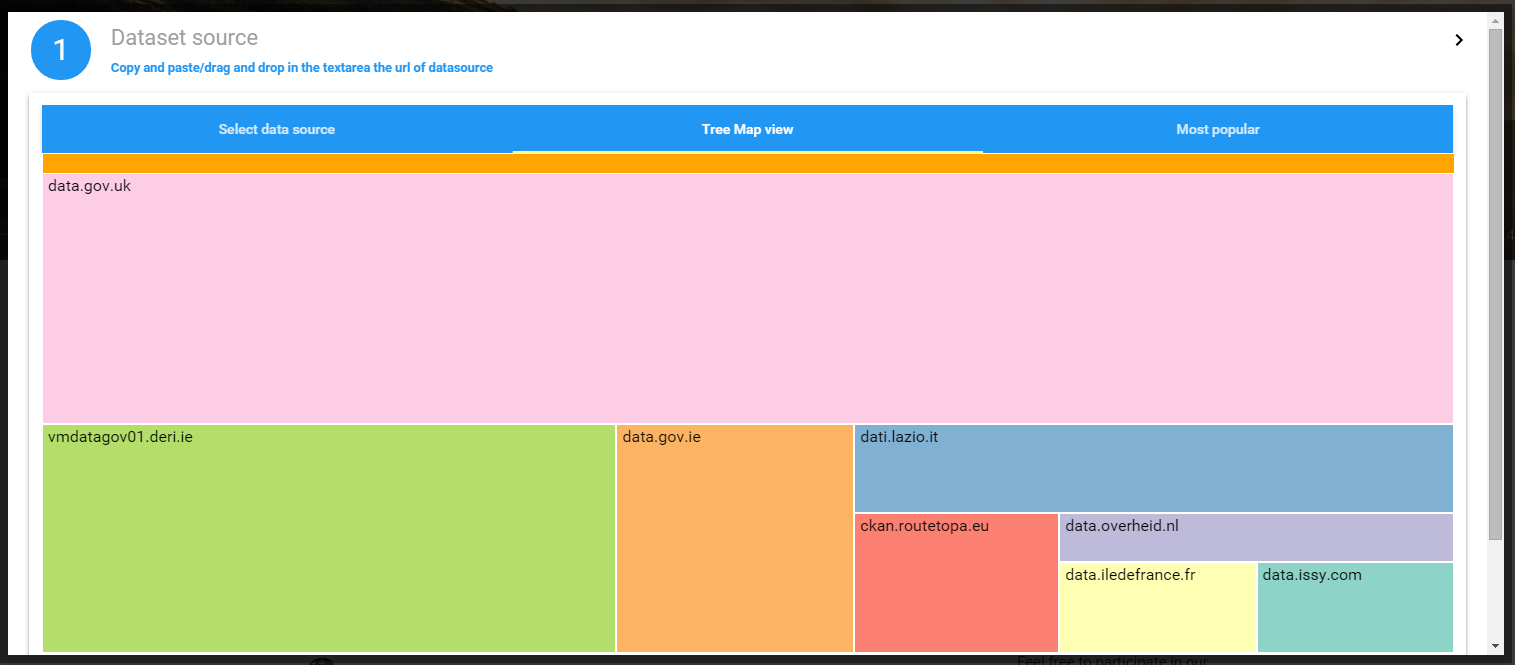 1
Dataset source
Copy and paste/drag and drop in the textarea the url of datasource
Select data source
Tree Map view
Most popular
data.gov.uk
vmdatagov01.deri.ie
data.gov.ie
dati.lazio.it
ckan.routetopa.eu
data.overheid.nl
data.iledefrance.fr
data.issy.com
Feel free to participate in our